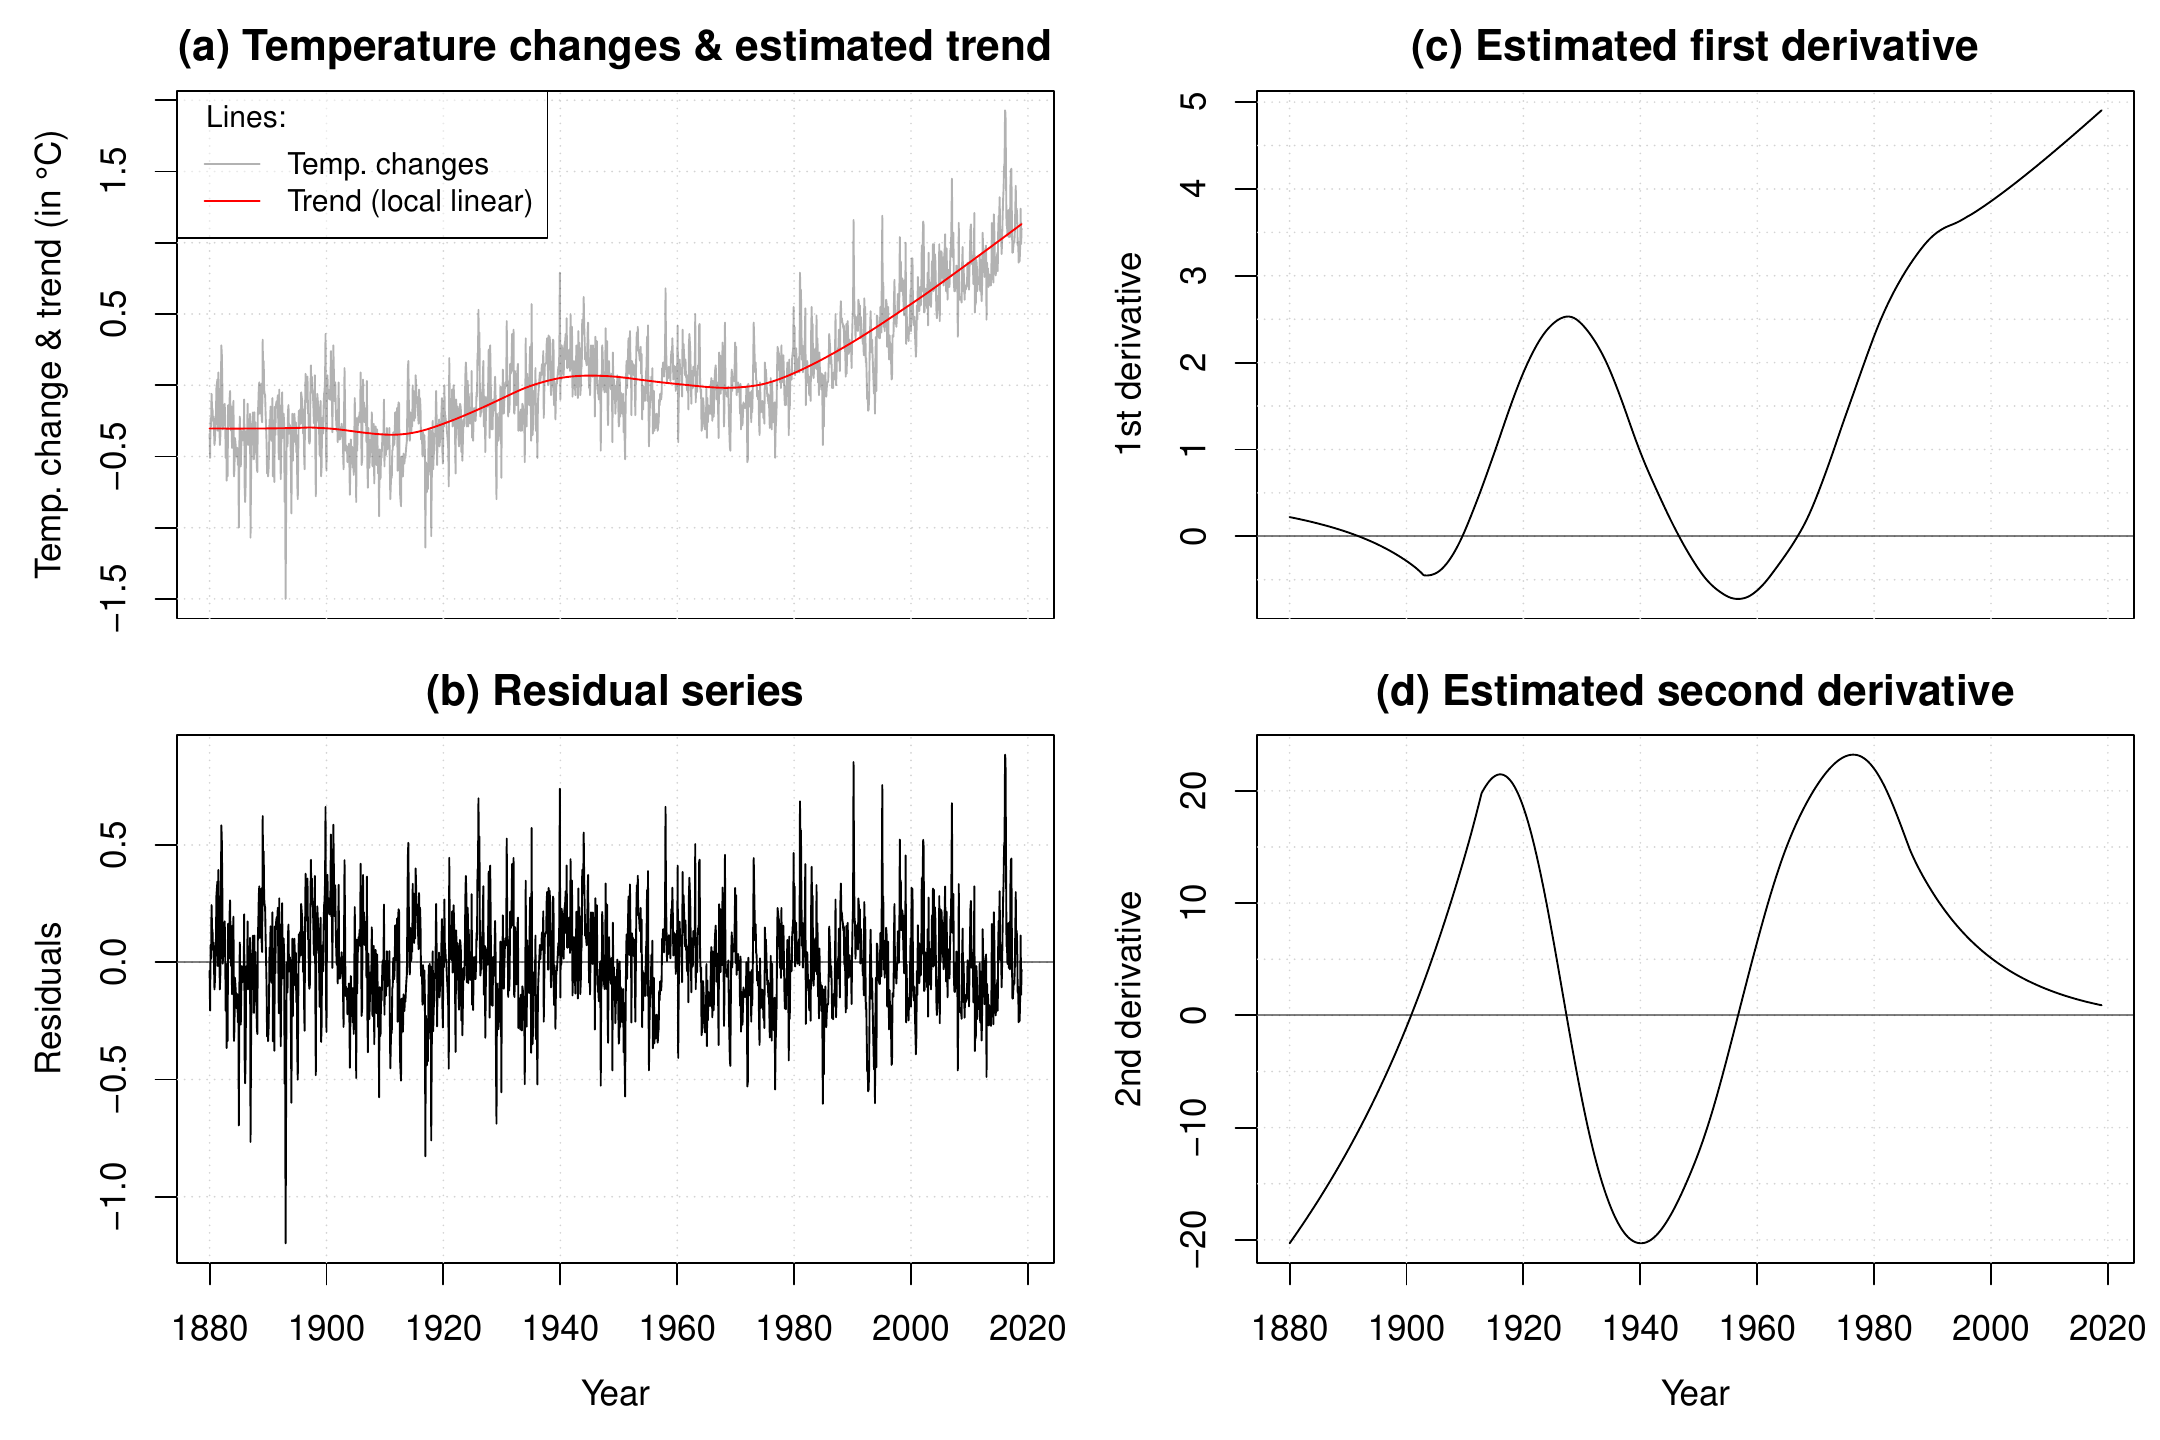 (a) Temperature changes & estimated trend
Temp. change & trend (in °C)
1.5
0.5
−0.5
−1.5
Lines:
Temp. changes
Trend (local linear)
(c) Estimated first derivative
1st derivative
5
4
3
2
1
0
(b) Residual series
Residuals
0.5
0.0
−0.5
−1.0
1880 1900 1920 1940 1960 1980 2000 2020
Year
(d) Estimated second derivative
2nd derivative
20
10
0
−10
−20
1880 1900 1920 1940 1960 1980 2000 2020
Year